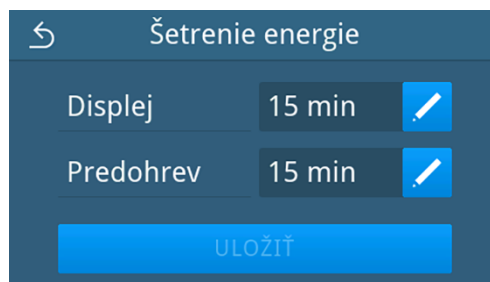 Šetrenie energie
Displej 15 min
Predohrev 15 min
ULOŽIŤ